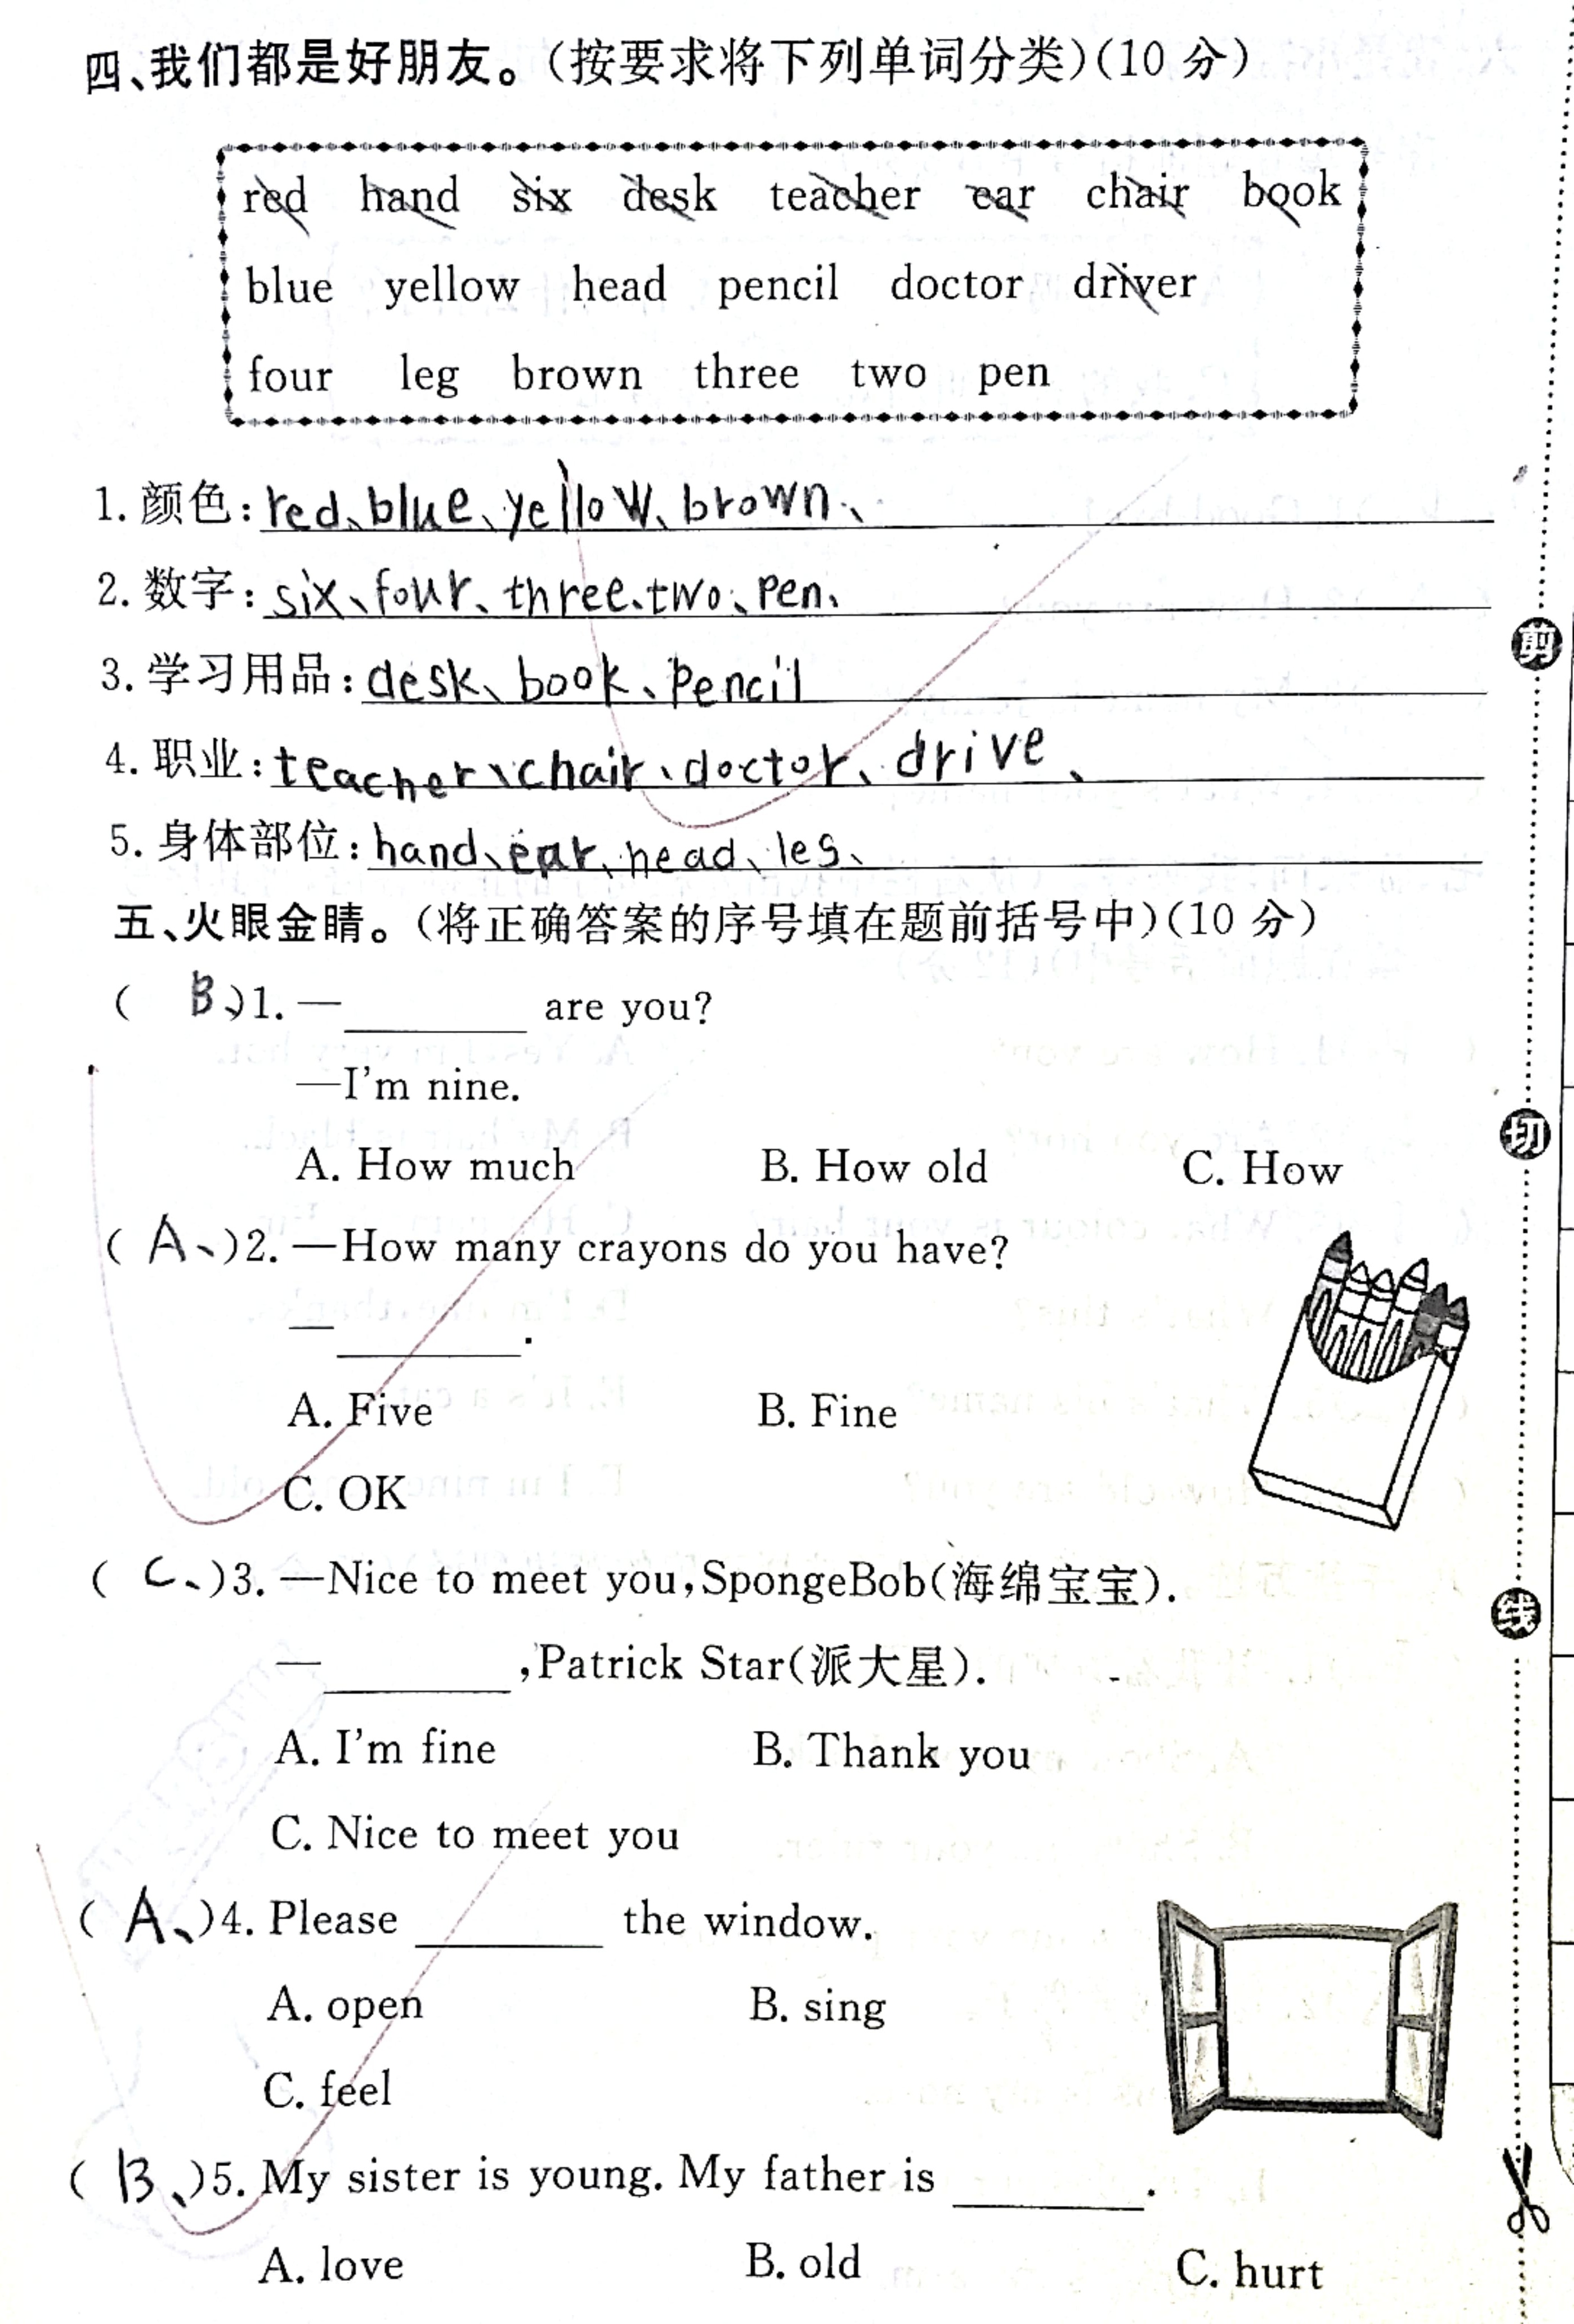 四、我们都是好朋友。(按要求将下列单词分类)(10 分)
red hand six desk teacher ear chair book
blue yellow head pencil doctor driver
four leg brown three two pen
1. 颜色:red、blue、yellow、brown、
2. 数字:six、four、three、two、pen、
3. 学习用品:desk、book、pencil
4. 职业:teacher、chair、doctor、drive、
5. 身体部位:hand、ear、head、leg、
五、火眼金睛。(将正确答案的序号填在题前括号中)(10 分)
( B、)1. —________ are you?
—I'm nine.
A. How much B. How old C. How
( A、)2. —How many crayons do you have?
—________.
A. Five B. Fine
C. OK
( C、)3. —Nice to meet you,SpongeBob(海绵宝宝).
—________,Patrick Star(派大星).
A. I'm fine B. Thank you
C. Nice to meet you
( A、)4. Please ________ the window.
A. open B. sing
C. feel
( B、)5. My sister is young. My father is ________.
A. love B. old C. hurt
剪
切
线